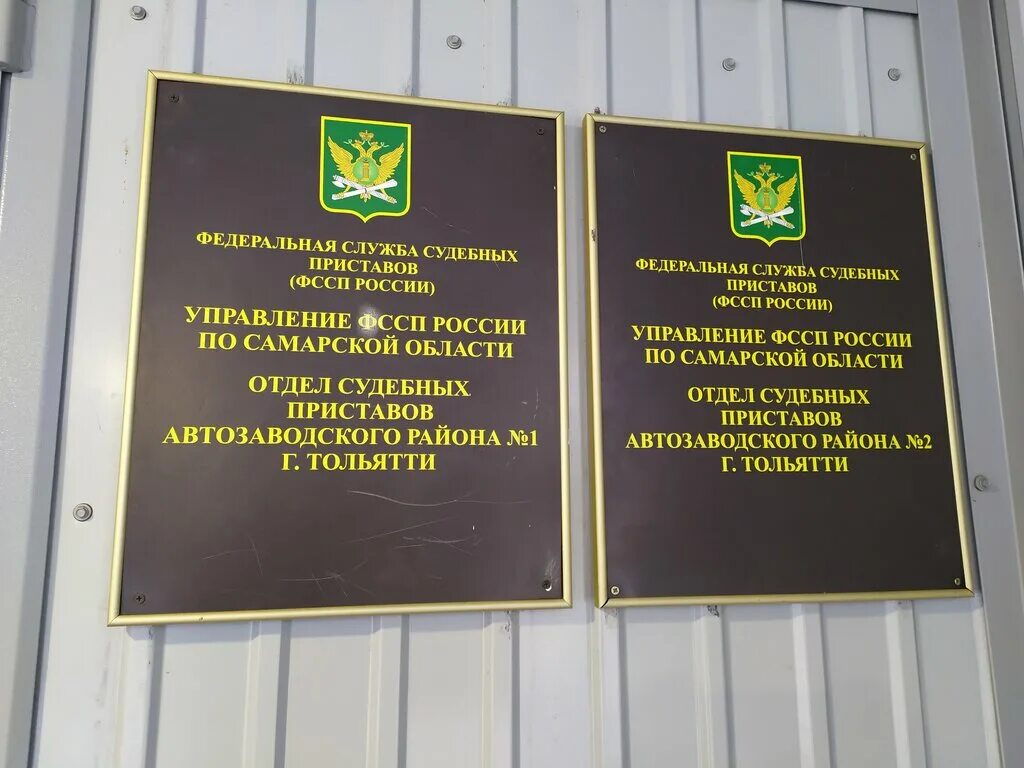 ФЕДЕРАЛЬНАЯ СЛУЖБА СУДЕБНЫХ
ПРИСТАВОВ
(ФССП РОССИИ)
УПРАВЛЕНИЕ ФССП РОССИИ
ПО САМАРСКОЙ ОБЛАСТИ
ОТДЕЛ СУДЕБНЫХ
ПРИСТАВОВ
АВТОЗАВОДСКОГО РАЙОНА №1
Г. ТОЛЬЯТТИ
ФЕДЕРАЛЬНАЯ СЛУЖБА СУДЕБНЫХ
ПРИСТАВОВ
(ФССП РОССИИ)
УПРАВЛЕНИЕ ФССП РОССИИ
ПО САМАРСКОЙ ОБЛАСТИ
ОТДЕЛ СУДЕБНЫХ
ПРИСТАВОВ
АВТОЗАВОДСКОГО РАЙОНА №2
Г. ТОЛЬЯТТИ